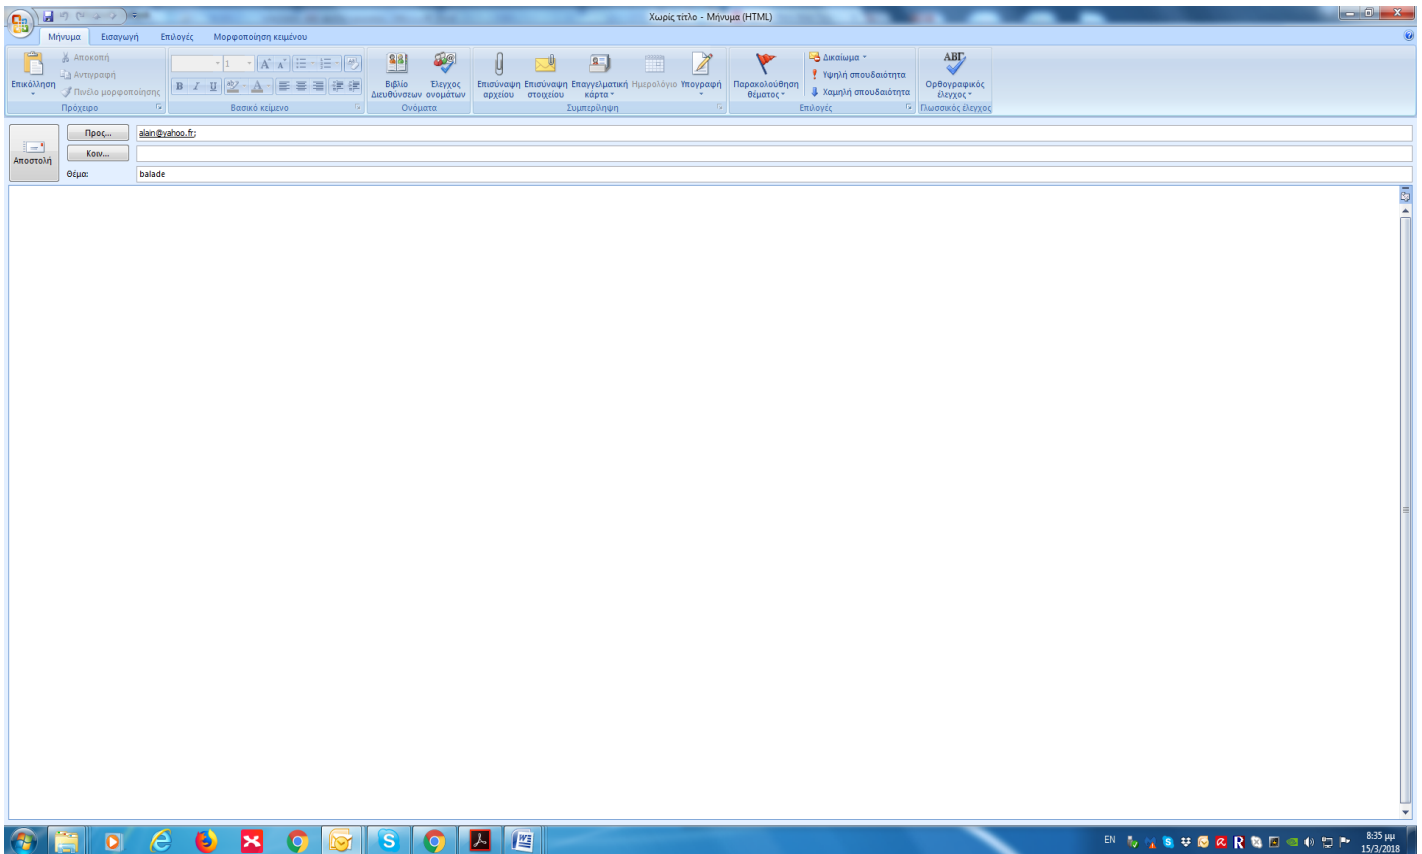 Χωρίς τίτλο - Μήνυμα (HTML)
Μήνυμα Εισαγωγή Επιλογές Μορφοποίηση κειμένου
Επικόλληση
Αποκοπή
Αντιγραφή
Πινέλο μορφοποίησης
Πρόχειρο
1
B I U
Βασικό κείμενο
Βιβλίο Διευθύνσεων
Έλεγχος ονομάτων
Ονόματα
Επισύναψη αρχείου
Επισύναψη στοιχείου
Επαγγελματική κάρτα
Ημερολόγιο
Υπογραφή
Συμπερίληψη
Παρακολούθηση θέματος
Δικαίωμα
Υψηλή σπουδαιότητα
Χαμηλή σπουδαιότητα
Επιλογές
ΑΒΓ
Ορθογραφικός έλεγχος
Γλωσσικός έλεγχος
Αποστολή
Προς... alain@yahoo.fr;
Κοιν...
Θέμα: balade
EN
8:35 μμ
15/3/2018